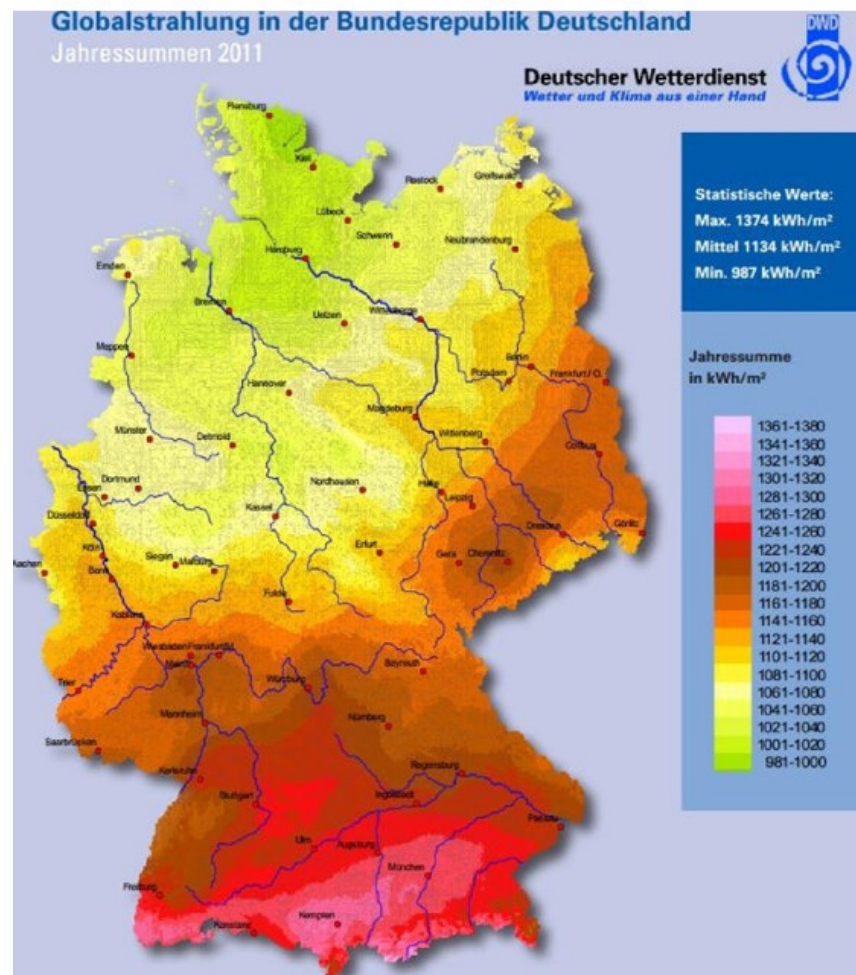 Globalstrahlung in der Bundesrepublik Deutschland
Jahressummen 2011
DWD
Deutscher Wetterdienst
Wetter und Klima aus einer Hand
Statistische Werte:
Max. 1374 kWh/m²
Mittel 1134 kWh/m²
Min. 987 kWh/m²
Jahressumme
in kWh/m²
1361-1380
1341-1360
1321-1340
1301-1320
1281-1300
1261-1280
1241-1260
1221-1240
1201-1220
1181-1200
1161-1180
1141-1160
1121-1140
1101-1120
1081-1100
1061-1080
1041-1060
1021-1040
1001-1020
981-1000
Flensburg
Kiel
Rostock
Greifswald
Lübeck
Schwerin
Neubrandenburg
Hamburg
Emden
Bremen
Uelzen
Wittenberge
Meppen
Berlin
Potsdam
Frankfurt / O.
Hannover
Magdeburg
Münster
Detmold
Wittenberg
Cottbus
Dortmund
Essen
Nordhausen
Halle
Leipzig
Düsseldorf
Kassel
Dresden
Görlitz
Köln
Siegen
Marburg
Erfurt
Gera
Chemnitz
Aachen
Bonn
Fulda
Koblenz
Wiesbaden
Frankfurt/M.
Mainz
Bayreuth
Trier
Würzburg
Mannheim
Nürnberg
Saarbrücken
Karlsruhe
Regensburg
Stuttgart
Ingolstadt
Passau
Ulm
Augsburg
München
Freiburg
Konstanz
Kempten